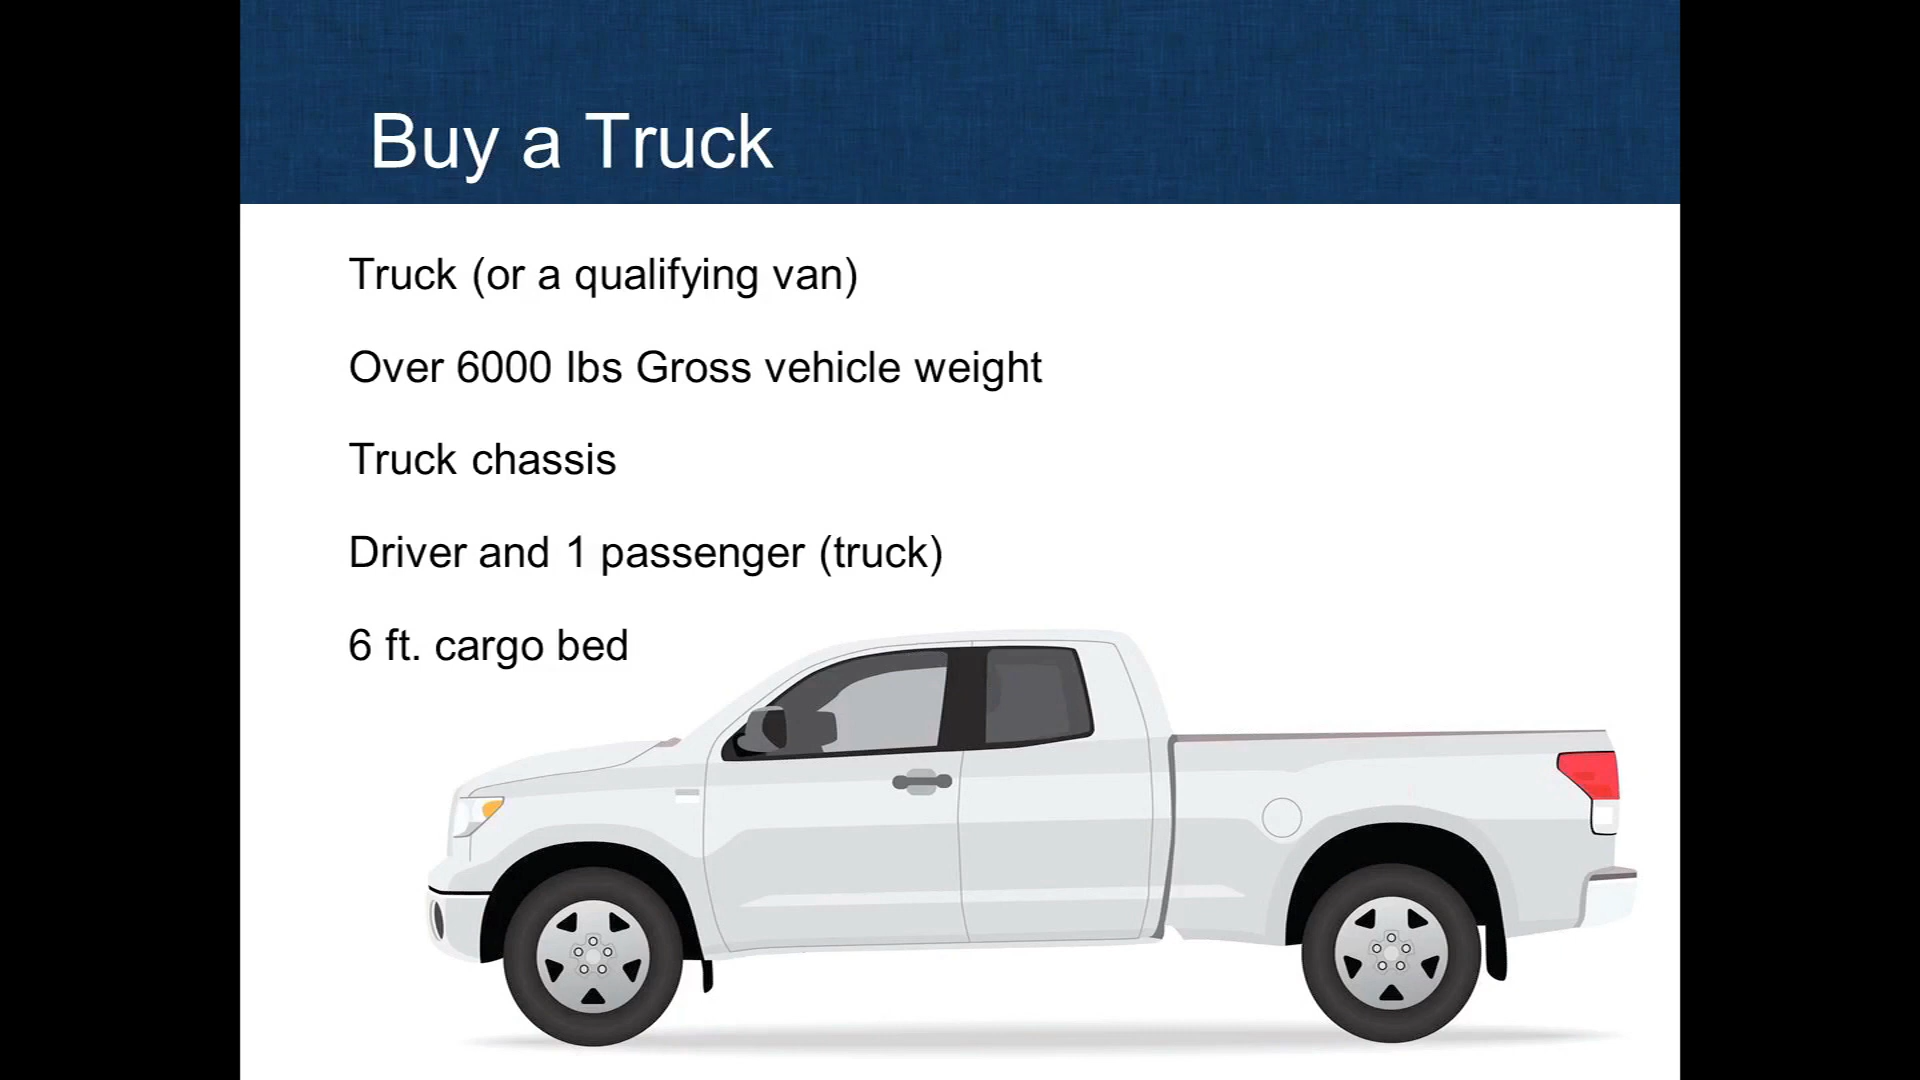 Buy a Truck
Truck (or a qualifying van)
Over 6000 lbs Gross vehicle weight
Truck chassis
Driver and 1 passenger (truck)
6 ft. cargo bed